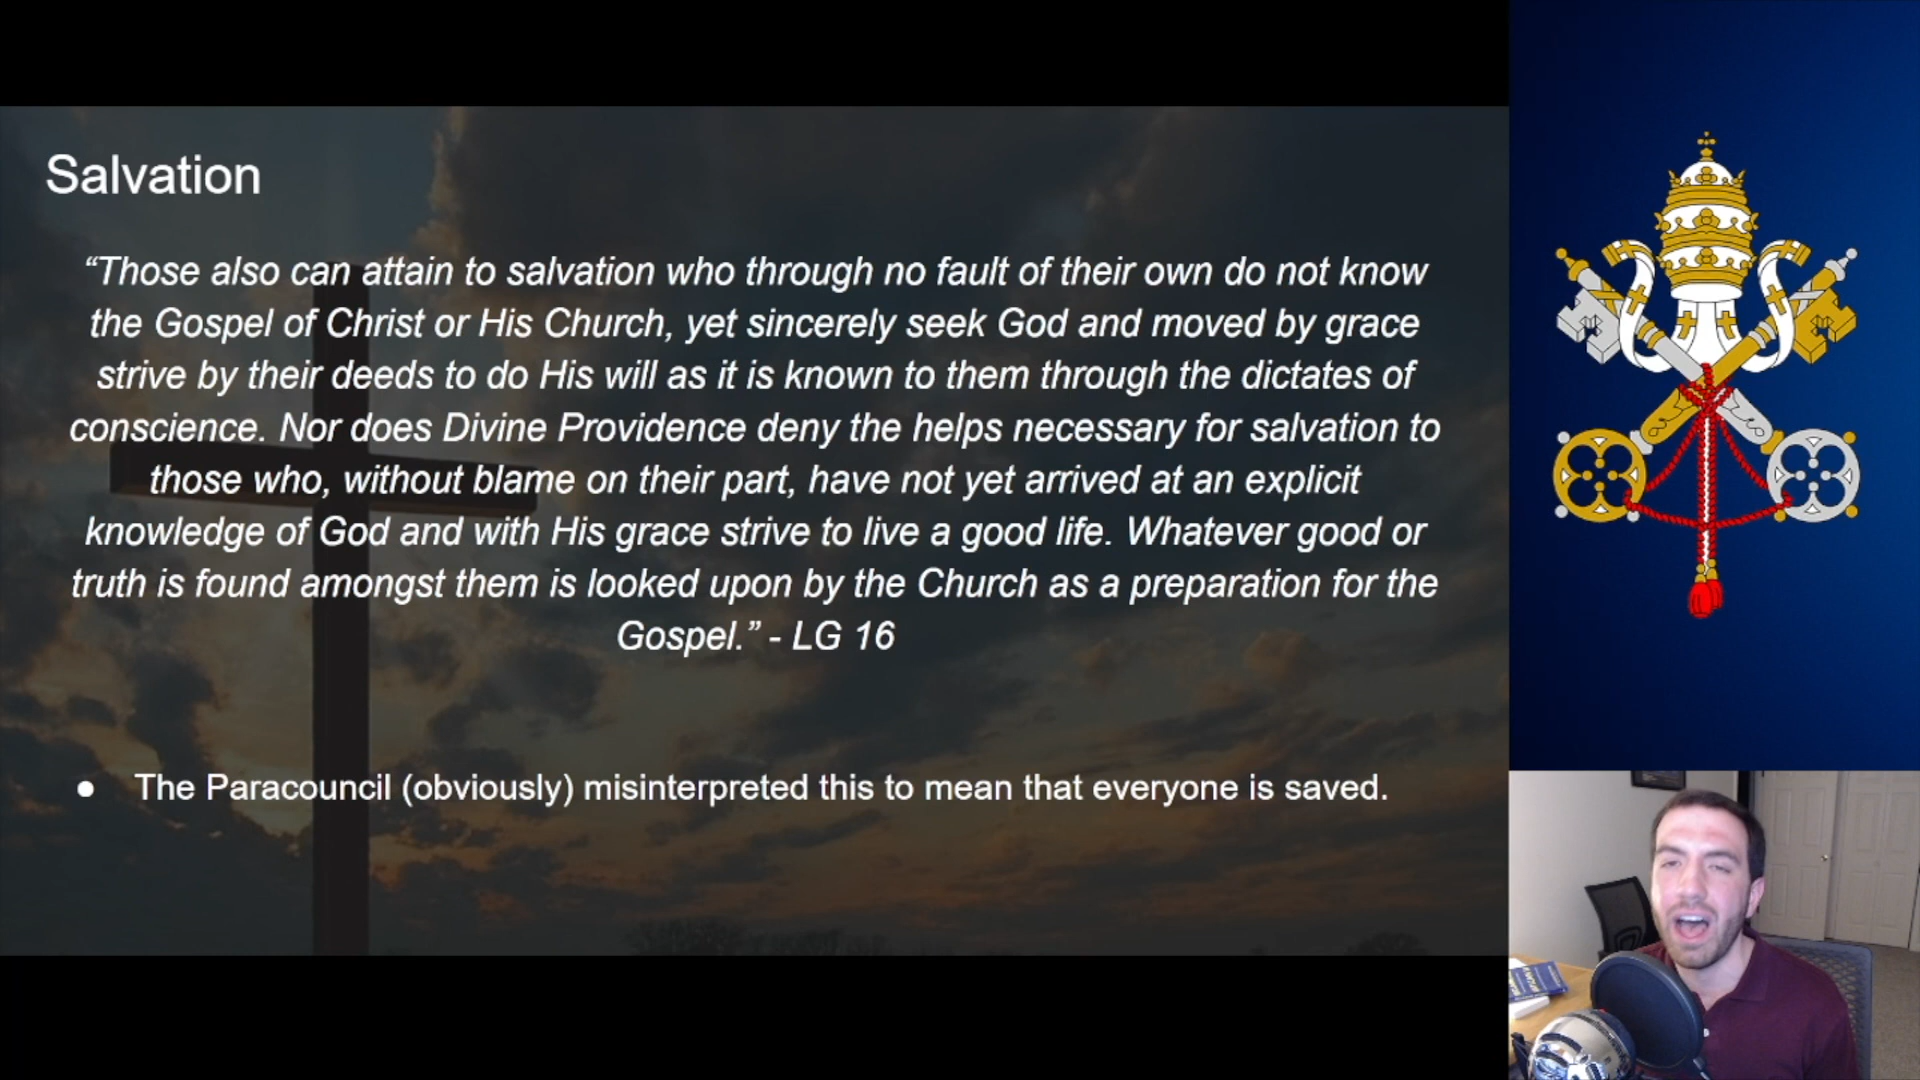 Salvation
“Those also can attain to salvation who through no fault of their own do not know
the Gospel of Christ or His Church, yet sincerely seek God and moved by grace
strive by their deeds to do His will as it is known to them through the dictates of
conscience. Nor does Divine Providence deny the helps necessary for salvation to
those who, without blame on their part, have not yet arrived at an explicit
knowledge of God and with His grace strive to live a good life. Whatever good or
truth is found amongst them is looked upon by the Church as a preparation for the
Gospel.” - LG 16
● The Paracouncil (obviously) misinterpreted this to mean that everyone is saved.